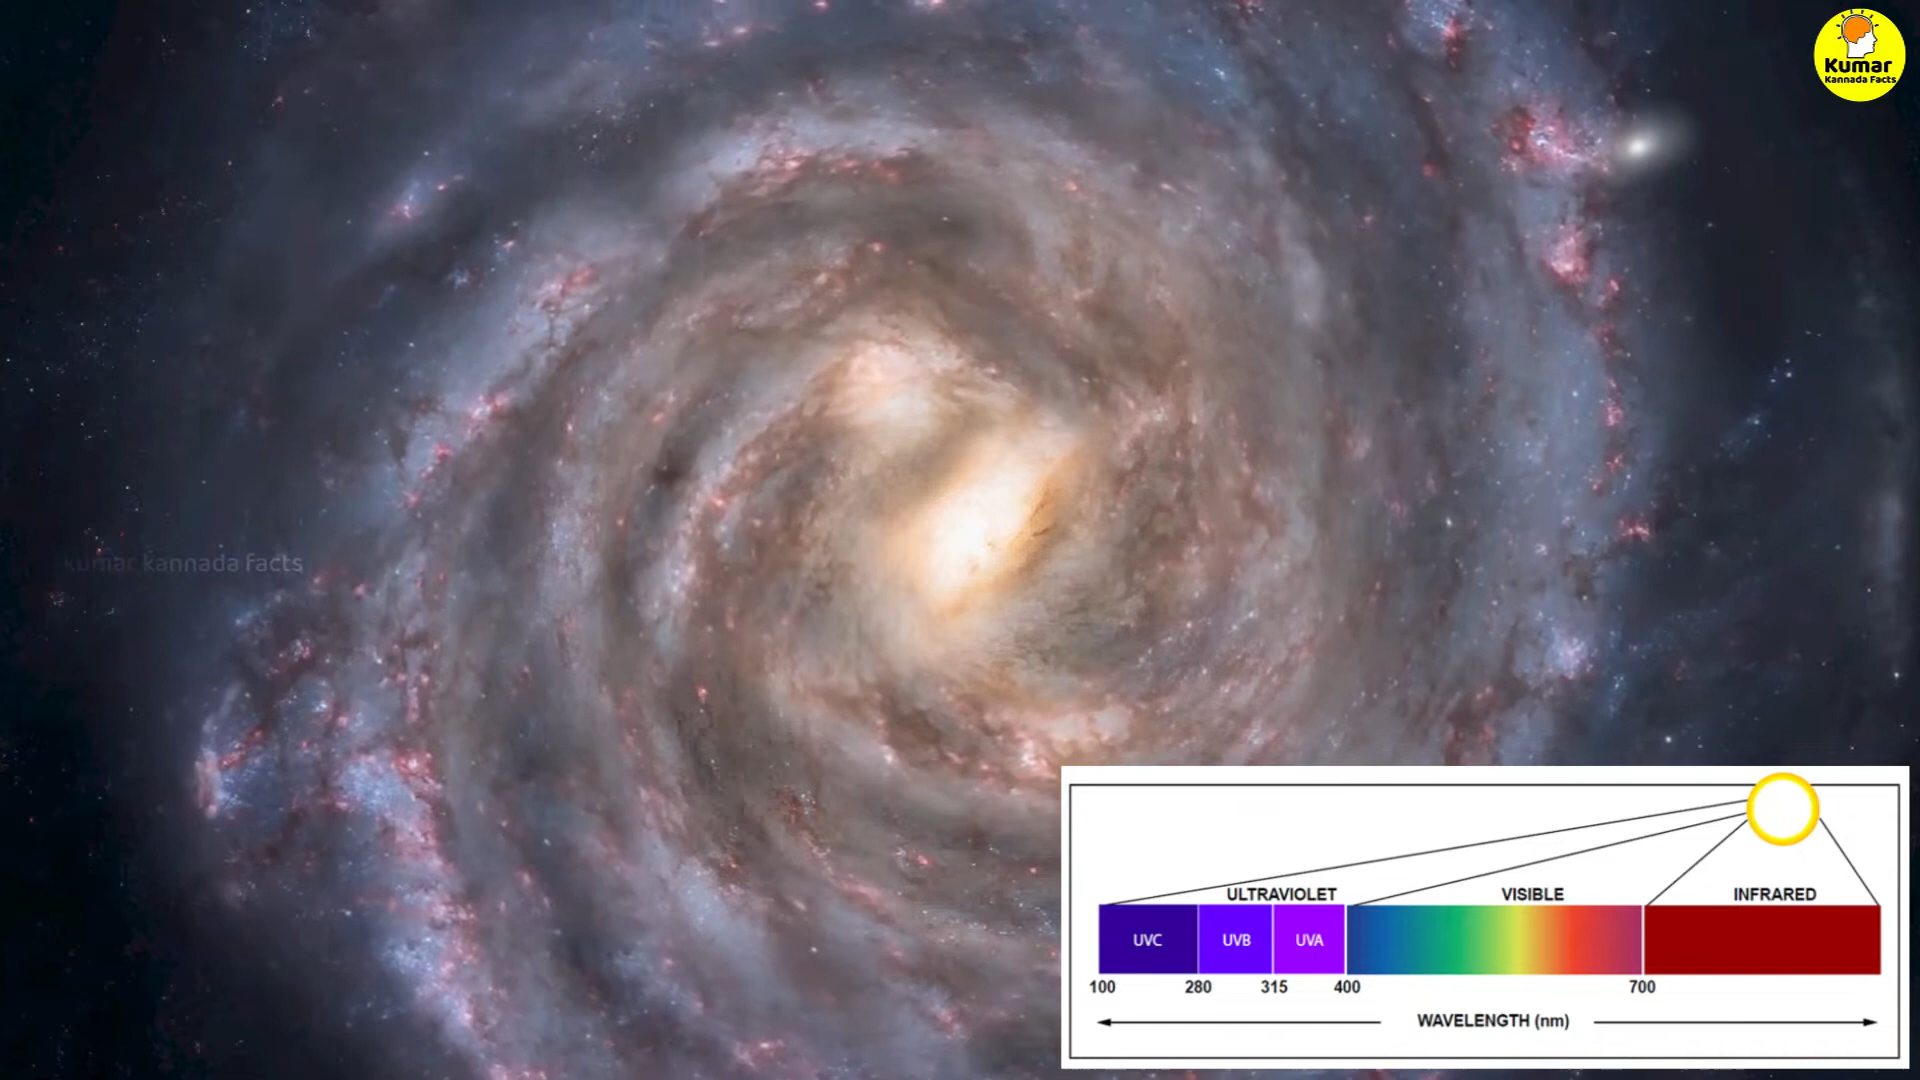 Kumar
Kannada Facts
kumar kannada facts
ULTRAVIOLET VISIBLE INFRARED
UVC UVB UVA
100 280 315 400 700
WAVELENGTH (nm)